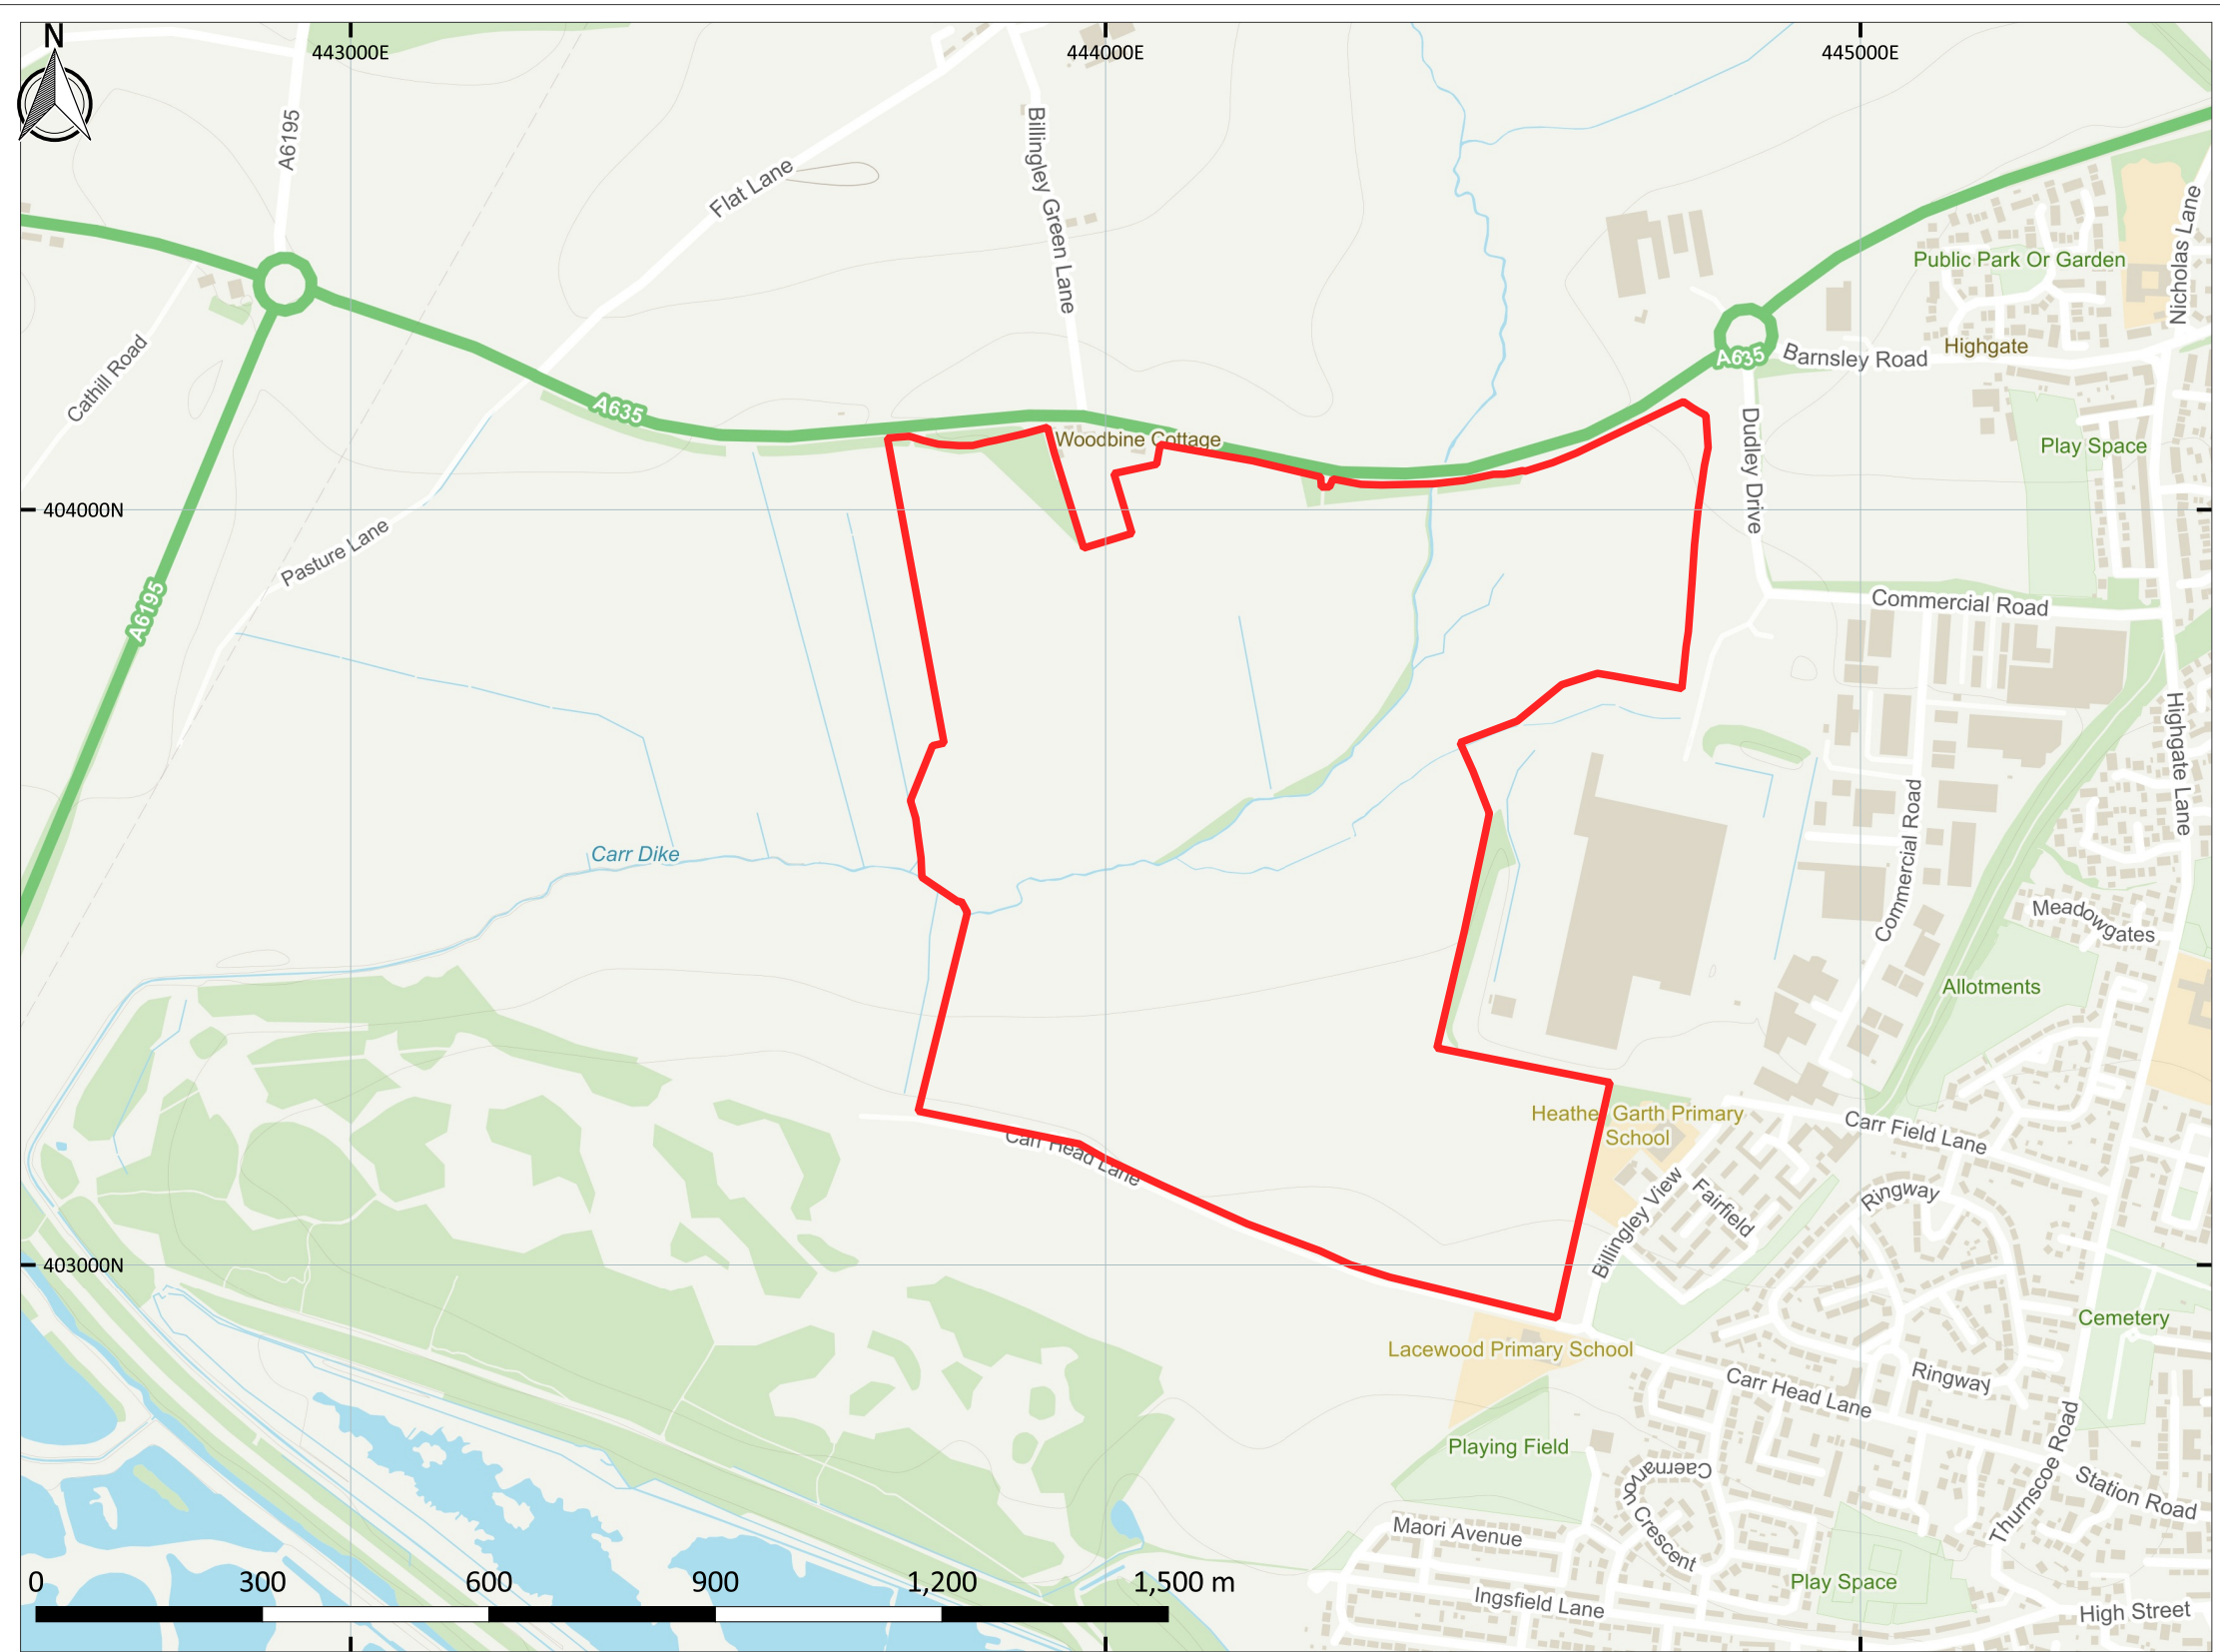 N
443000E
444000E
445000E
A6195
Flat Lane
Billingley Green Lane
Nicholas Lane
Public Park Or Garden
Highgate
A635
Barnsley Road
Cathill Road
A635
Woodbine Cottage
Dudley Drive
Play Space
404000N
Pasture Lane
A6195
Commercial Road
Highgate Lane
Carr Dike
Commercial Road
Meadowgates
Allotments
Heather Garth Primary
School
Carr Field Lane
Carr Head Lane
Billingley View
Fairfield
Ringway
403000N
Cemetery
Lacewood Primary School
Carr Head Lane
Ringway
Playing Field
Caernarvon Crescent
Thurnscoe Road
Station Road
Maori Avenue
Ingsfield Lane
Play Space
High Street
0 300 600 900 1,200 1,500 m